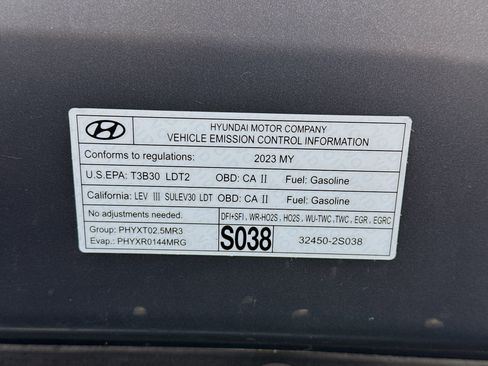 HYUNDAI MOTOR COMPANY
VEHICLE EMISSION CONTROL INFORMATION
Conforms to regulations: 2023 MY
U.S.EPA: T3B30 LDT2 OBD: CA II Fuel: Gasoline
California: LEV III SULEV30 LDT OBD: CA II Fuel: Gasoline
No adjustments needed. DFI+SFI , WR-HO2S , HO2S , WU-TWC, TWC , EGR , EGRC
Group: PHYXT02.5MR3
Evap.: PHYXR0144MRG
S038
32450-2S038